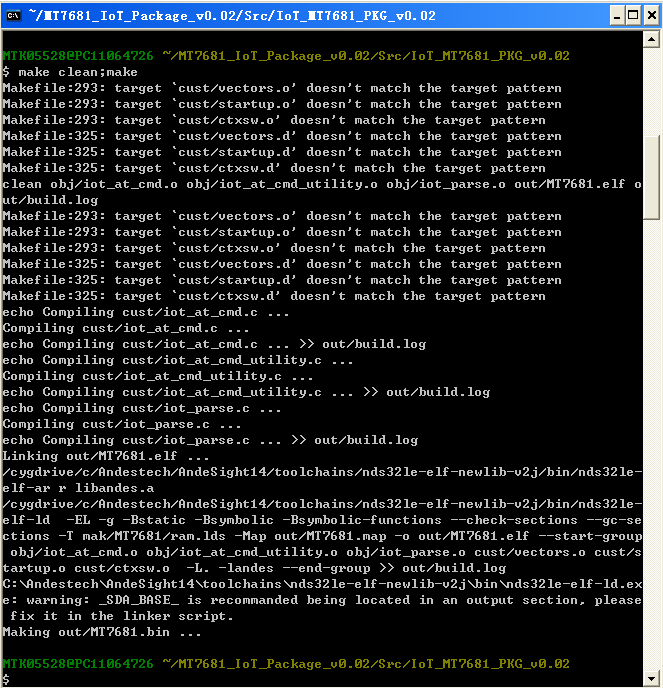 ~/MT7681_IoT_Package_v0.02/Src/IoT_MT7681_PKG_v0.02
MTK05528@PC11064726 ~/MT7681_IoT_Package_v0.02/Src/IoT_MT7681_PKG_v0.02
$ make clean;make
Makefile:293: target `cust/vectors.o' doesn't match the target pattern
Makefile:293: target `cust/startup.o' doesn't match the target pattern
Makefile:293: target `cust/ctxsw.o' doesn't match the target pattern
Makefile:325: target `cust/vectors.d' doesn't match the target pattern
Makefile:325: target `cust/startup.d' doesn't match the target pattern
Makefile:325: target `cust/ctxsw.d' doesn't match the target pattern
clean obj/iot_at_cmd.o obj/iot_at_cmd_utility.o obj/iot_parse.o out/MT7681.elf o
ut/build.log
Makefile:293: target `cust/vectors.o' doesn't match the target pattern
Makefile:293: target `cust/startup.o' doesn't match the target pattern
Makefile:293: target `cust/ctxsw.o' doesn't match the target pattern
Makefile:325: target `cust/vectors.d' doesn't match the target pattern
Makefile:325: target `cust/startup.d' doesn't match the target pattern
Makefile:325: target `cust/ctxsw.d' doesn't match the target pattern
echo Compiling cust/iot_at_cmd.c ...
Compiling cust/iot_at_cmd.c ...
echo Compiling cust/iot_at_cmd.c ... >> out/build.log
echo Compiling cust/iot_at_cmd_utility.c ...
Compiling cust/iot_at_cmd_utility.c ...
echo Compiling cust/iot_at_cmd_utility.c ... >> out/build.log
echo Compiling cust/iot_parse.c ...
Compiling cust/iot_parse.c ...
echo Compiling cust/iot_parse.c ... >> out/build.log
Linking out/MT7681.elf ...
/cygdrive/c/Andestech/AndeSight14/toolchains/nds32le-elf-newlib-v2j/bin/nds32le-
elf-ar r libandes.a
/cygdrive/c/Andestech/AndeSight14/toolchains/nds32le-elf-newlib-v2j/bin/nds32le-
elf-ld  -EL -g -Bstatic -Bsymbolic -Bsymbolic-functions --check-sections --gc-se
ctions -T mak/MT7681/ram.lds -Map out/MT7681.map -o out/MT7681.elf --start-group
obj/iot_at_cmd.o obj/iot_at_cmd_utility.o obj/iot_parse.o cust/vectors.o cust/s
tartup.o cust/ctxsw.o  -L. -landes --end-group >> out/build.log
C:\Andestech\AndeSight14\toolchains\nds32le-elf-newlib-v2j\bin\nds32le-elf-ld.ex
e: warning: _SDA_BASE_ is recommanded being located in an output section, please
fix it in the linker script.
Making out/MT7681.bin ...
MTK05528@PC11064726 ~/MT7681_IoT_Package_v0.02/Src/IoT_MT7681_PKG_v0.02
$